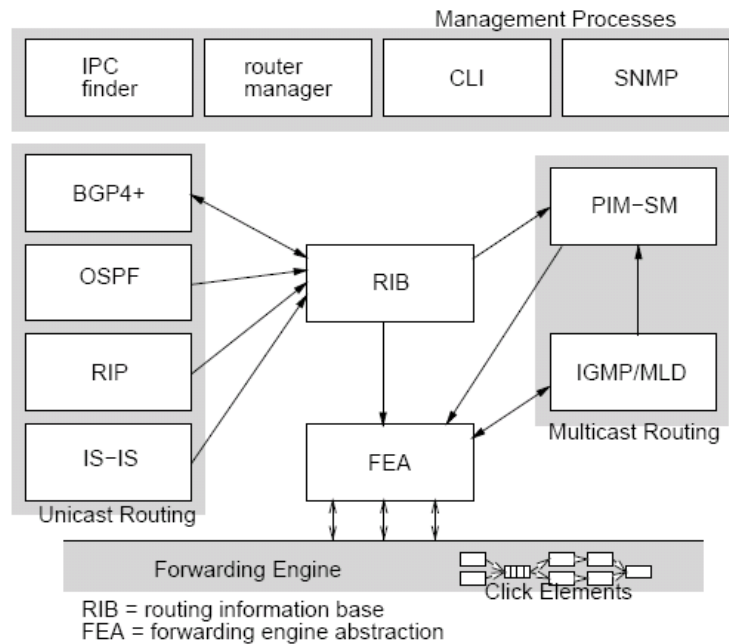 Management Processes
IPC
finder
router
manager
CLI
SNMP
BGP4+
OSPF
RIP
IS-IS
Unicast Routing
RIB
FEA
PIM-SM
IGMP/MLD
Multicast Routing
Forwarding Engine
Click Elements
RIB = routing information base
FEA = forwarding engine abstraction